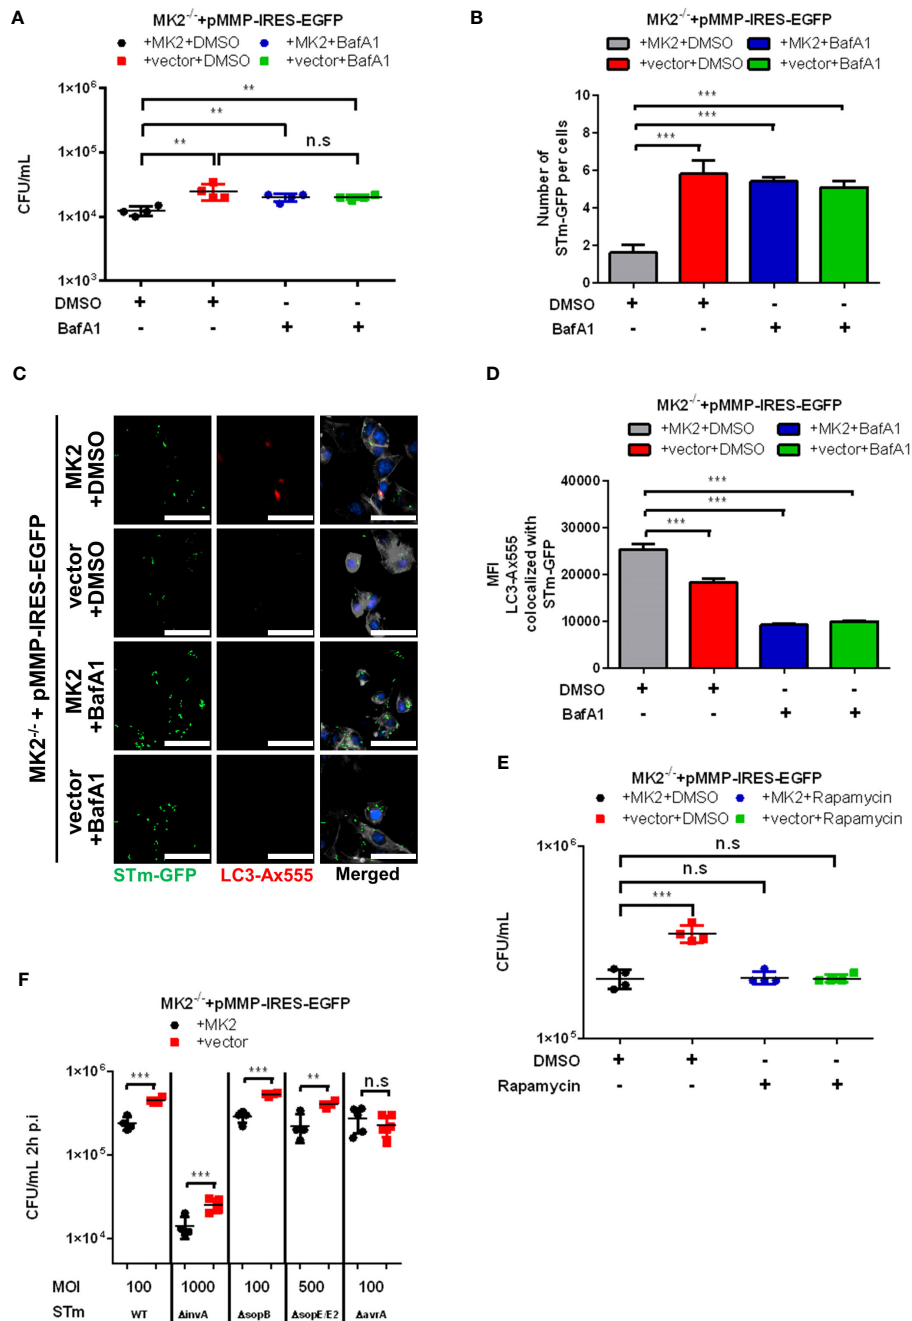 A
MK2-/-+pMMP-IRES-EGFP
+MK2+DMSO +MK2+BafA1
+vector+DMSO +vector+BafA1
CFU/mL
1×10^6
1×10^5
1×10^4
1×10^3
**
**
** n.s
DMSO + + - -
BafA1 - - + +
B
MK2-/-+pMMP-IRES-EGFP
+MK2+DMSO +MK2+BafA1
+vector+DMSO +vector+BafA1
Number of
STm-GFP per cells
10
8
6
4
2
0
***
***
***
DMSO + + - -
BafA1 - - + +
C
MK2-/- + pMMP-IRES-EGFP
MK2
+DMSO
vector
+DMSO
MK2
+BafA1
vector
+BafA1
STm-GFP LC3-Ax555 Merged
D
MK2-/-+pMMP-IRES-EGFP
+MK2+DMSO +MK2+BafA1
+vector+DMSO +vector+BafA1
MFI
LC3-Ax555
colocalized with
STm-GFP
40000
30000
20000
10000
0
***
***
***
DMSO + + - -
BafA1 - - + +
E
MK2-/-+pMMP-IRES-EGFP
+MK2+DMSO +MK2+Rapamycin
+vector+DMSO +vector+Rapamycin
CFU/mL
1×10^6
1×10^5
n.s
n.s
***
DMSO + + - -
Rapamycin - - + +
F
MK2-/-+pMMP-IRES-EGFP
+MK2
+vector
CFU/mL 2h p.i
1×10^6
1×10^5
1×10^4
*** *** *** ** n.s
MOI 100 1000 100 500 100
STm WT ΔinvA ΔsopB ΔsopE/E2 ΔavrA